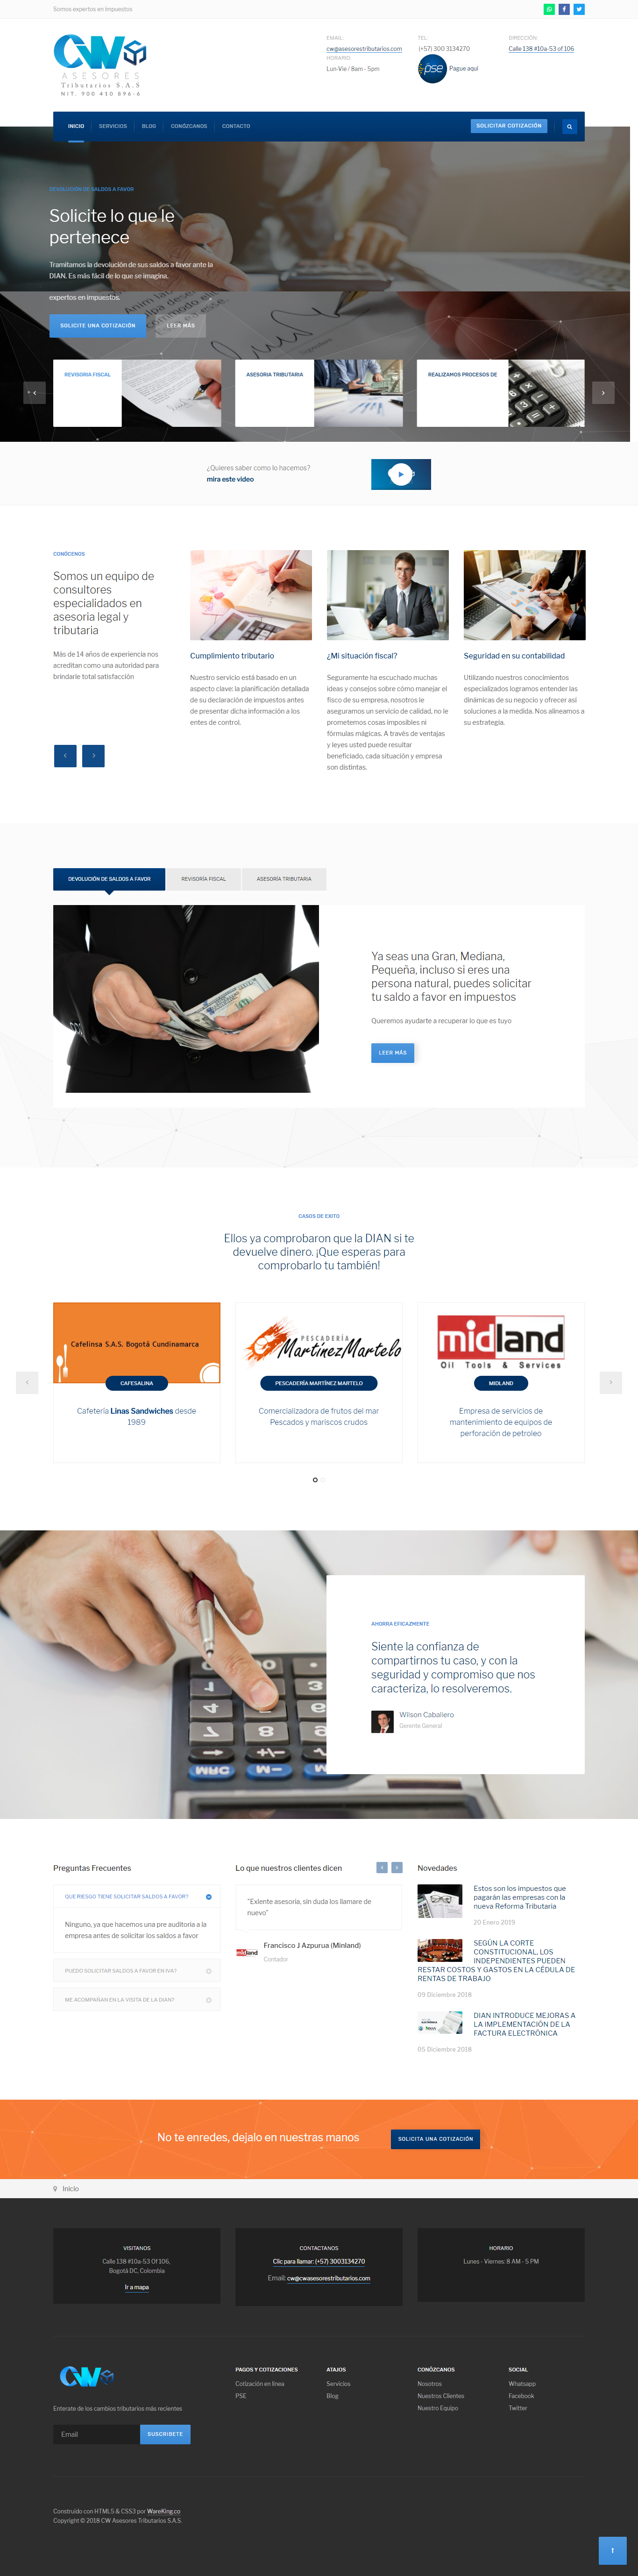 Somos expertos en impuestos
CWO
ASESORES
Tributarios S.A.S
NIT. 900 410 896-6
EMAIL:
cw@asesorestributarios.com
HORARIO:
Lun-Vie / 8am - 5pm
TEL.
(+57) 300 3134270
pse Pague aqui
DIRECCIÓN:
Calle 138 #10a-53 of 106
INICIO
SERVICIOS
BLOG
CONÓZCANOS
CONTACTO
SOLICITAR COTIZACIÓN
DEVOLUCIÓN DE SALDOS A FAVOR
Solicite lo que le
pertenece
Tramitamos la devolución de sus saldos a favor ante la
DIAN. Es más fácil de lo que se imagina.
expertos en impuestos.
SOLICITE UNA COTIZACIÓN
LEER MÁS
REVISORIA FISCAL
ASESORIA TRIBUTARIA
REALIZAMOS PROCESOS DE
¿Quieres saber como lo hacemos?
mira este video
CONÓCENOS
Somos un equipo de
consultores
especialidados en
asesoria legal y
tributaria
Más de 14 años de experiencia nos
acreditan como una autoridad para
brindarle total satisfacción
Cumplimiento tributario
Nuestro servicio está basado en un
aspecto clave: la planificación detallada
de su declaración de impuestos antes
de presentar dicha información a los
entes de control.
¿Mi situación fiscal?
Seguramente ha escuchado muchas
ideas y consejos sobre cómo manejar el
fisco de su empresa, nosotros le
aseguramos un servicio de calidad, no le
prometemos cosas imposibles ni
fórmulas mágicas. A través de ventajas
y leyes usted puede resultar
beneficiado, cada situación y empresa
son distintas.
Seguridad en su contabilidad
Utilizando nuestros conocimientos
especializados logramos entender las
dinámicas de su negocio y ofrecer así
soluciones a la medida. Nos alineamos a
su estrategia.
DEVOLUCIÓN DE SALDOS A FAVOR
REVISORÍA FISCAL
ASESORÍA TRIBUTARIA
Ya seas una Gran, Mediana,
Pequeña, incluso si eres una
persona natural, puedes solicitar
tu saldo a favor en impuestos
Queremos ayudarte a recuperar lo que es tuyo
LEER MÁS
CASOS DE EXITO
Ellos ya comprobaron que la DIAN si te
devuelve dinero. ¡Que esperas para
comprobarlo tu también!
Cafelinsa S.A.S. Bogotá Cundinamarca
CAFESALINA
Cafetería Linas Sandwiches desde
1989
PESCADERÍA
MartínezMartelo
PESCADERÍA MARTÍNEZ MARTELO
Comercializadora de frutos del mar
Pescados y mariscos crudos
midland
Oil Tools & Services
MIDLAND
Empresa de servicios de
mantenimiento de equipos de
perforación de petroleo
AHORRA EFICAZMENTE
Siente la confianza de
compartirnos tu caso, y con la
seguridad y compromiso que nos
caracteriza, lo resolveremos.
Wilson Caballero
Gerente General
Preguntas Frecuentes
QUE RIESGO TIENE SOLICITAR SALDOS A FAVOR?
Ninguno, ya que hacemos una pre auditoria a la
empresa antes de solicitar los saldos a favor
PUEDO SOLICITAR SALDOS A FAVOR EN IVA?
ME ACOMPAÑAN EN LA VISITA DE LA DIAN?
Lo que nuestros clientes dicen
"Exlente asesoria, sin duda los llamare de
nuevo"
midland
Francisco J Azpurua (Minland)
Contador
Novedades
Estos son los impuestos que
pagarán las empresas con la
nueva Reforma Tributaria
20 Enero 2019
SEGÚN LA CORTE
CONSTITUCIONAL, LOS
INDEPENDIENTES PUEDEN
RESTAR COSTOS Y GASTOS EN LA CÉDULA DE
RENTAS DE TRABAJO
09 Diciembre 2018
DIAN INTRODUCE MEJORAS A
LA IMPLEMENTACIÓN DE LA
FACTURA ELECTRÓNICA
05 Diciembre 2018
No te enredes, dejalo en nuestras manos
SOLICITA UNA COTIZACIÓN
Inicio
VISITANOS
Calle 138 #10a-53 Of 106,
Bogotá DC, Colombia
Ir a mapa
CONTACTANOS
Clic para llamar: (+57) 3003134270
Email: cw@cwasesorestributarios.com
HORARIO
Lunes - Viernes: 8 AM - 5 PM
CWO
Enterate de los cambios tributarios más recientes
Email
SUSCRIBETE
PAGOS Y COTIZACIONES
Cotización en línea
PSE
ATAJOS
Servicios
Blog
CONÓZCANOS
Nosotros
Nuestros Clientes
Nuestro Equipo
SOCIAL
Whatsapp
Facebook
Twitter
Construido con HTML5 & CSS3 por WareKing.co
Copyright © 2018 CW Asesores Tributarios S.A.S.